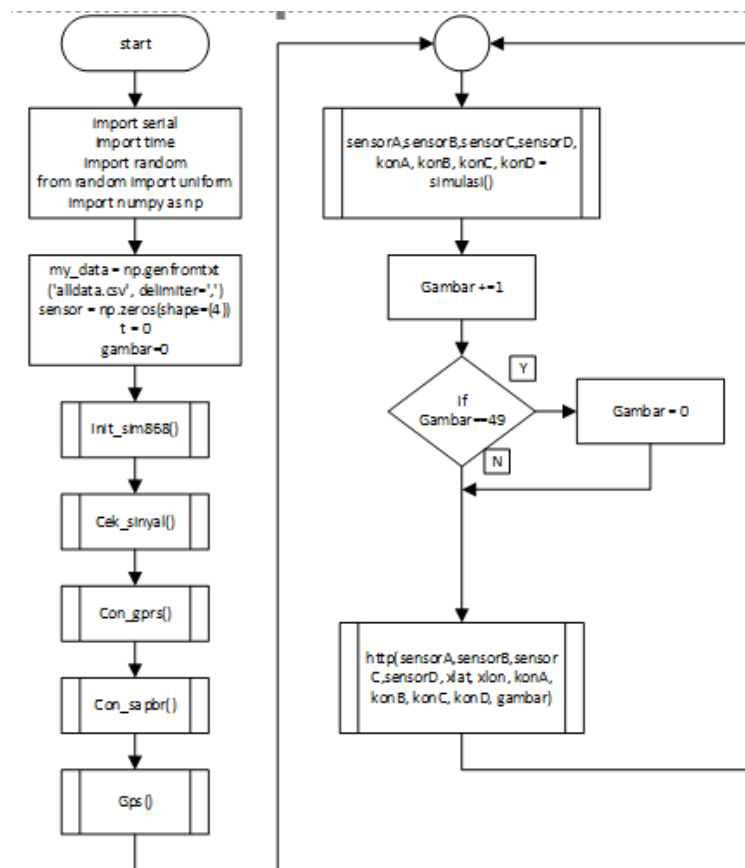 start
import serial
import time
import random
from random import uniform
import numpy as np
my_data = np.genfromtxt
('alldata.csv', delimiter=',')
sensor = np.zeros(shape=(4))
t = 0
gambar=0
Init_sim868()
Cek_sinyal()
Con_gprs()
Con_sapbr()
Gps()
sensorA,sensorB,sensorC,sensorD,
konA, konB, konC, konD =
simulasi()
Gambar +=1
If
Gambar==49
Y
N
Gambar = 0
http(sensorA,sensorB,sensor
C,sensorD, xlat, xlon, konA,
konB, konC, konD, gambar)